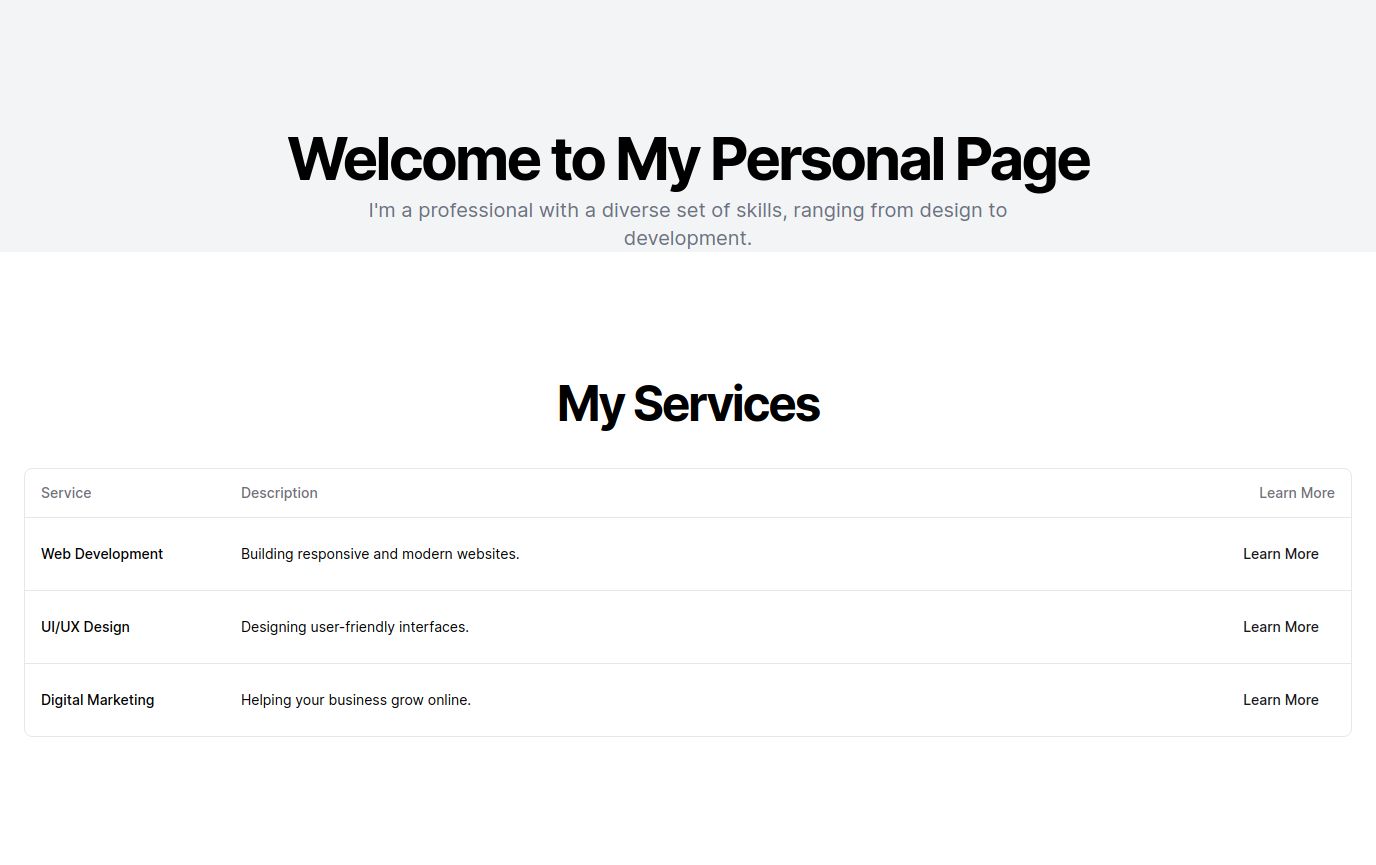 Welcome to My Personal Page
I'm a professional with a diverse set of skills, ranging from design to
development.
My Services
Service Description Learn More
Web Development Building responsive and modern websites. Learn More
UI/UX Design Designing user-friendly interfaces. Learn More
Digital Marketing Helping your business grow online. Learn More